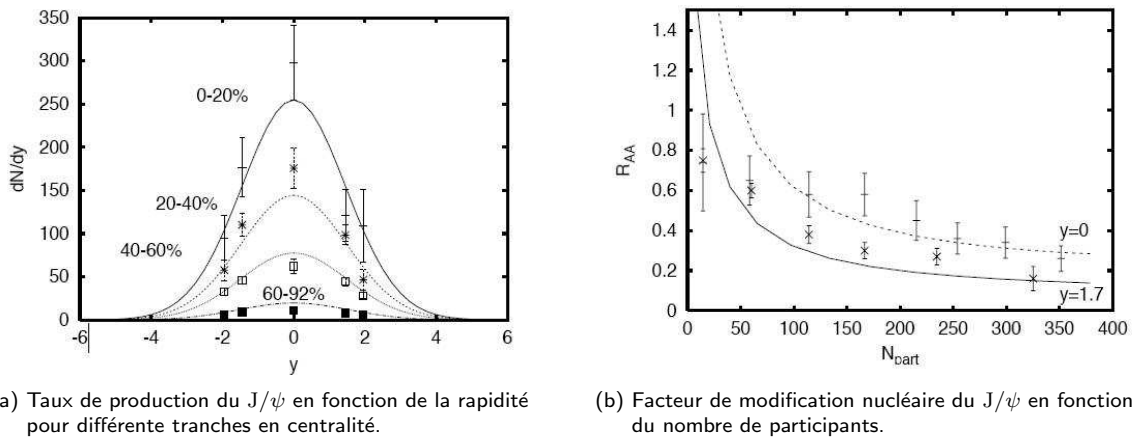 350
300
250
200
150
100
50
0
dN/dy
0-20%
20-40%
40-60%
60-92%
-6 -4 -2 0 2 4 6
y
1.4
1.2
1
0.8
0.6
0.4
0.2
0
R_AA
y=0
y=1.7
0 50 100 150 200 250 300 350 400
N_part
a) Taux de production du J/ψ en fonction de la rapidité
pour différente tranches en centralité.
(b) Facteur de modification nucléaire du J/ψ en fonction
du nombre de participants.